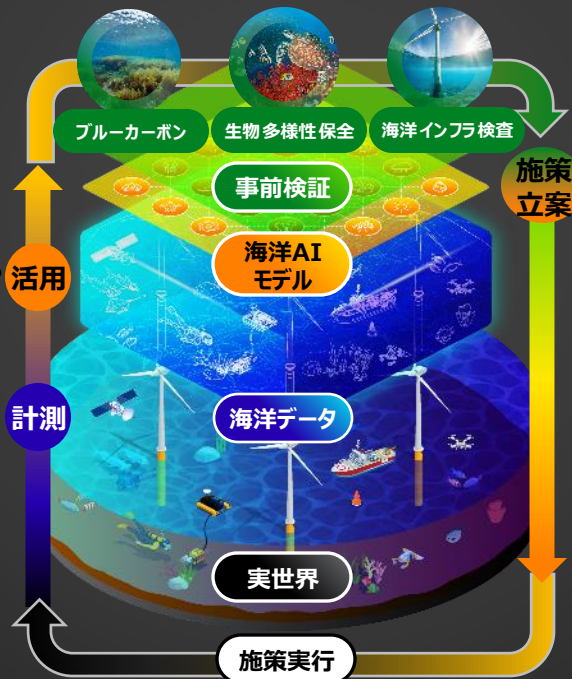 ブルーカーボン
生物多様性保全
海洋インフラ検査
事前検証
施策
立案
海洋AI
モデル
活用
計測
海洋データ
実世界
施策実行